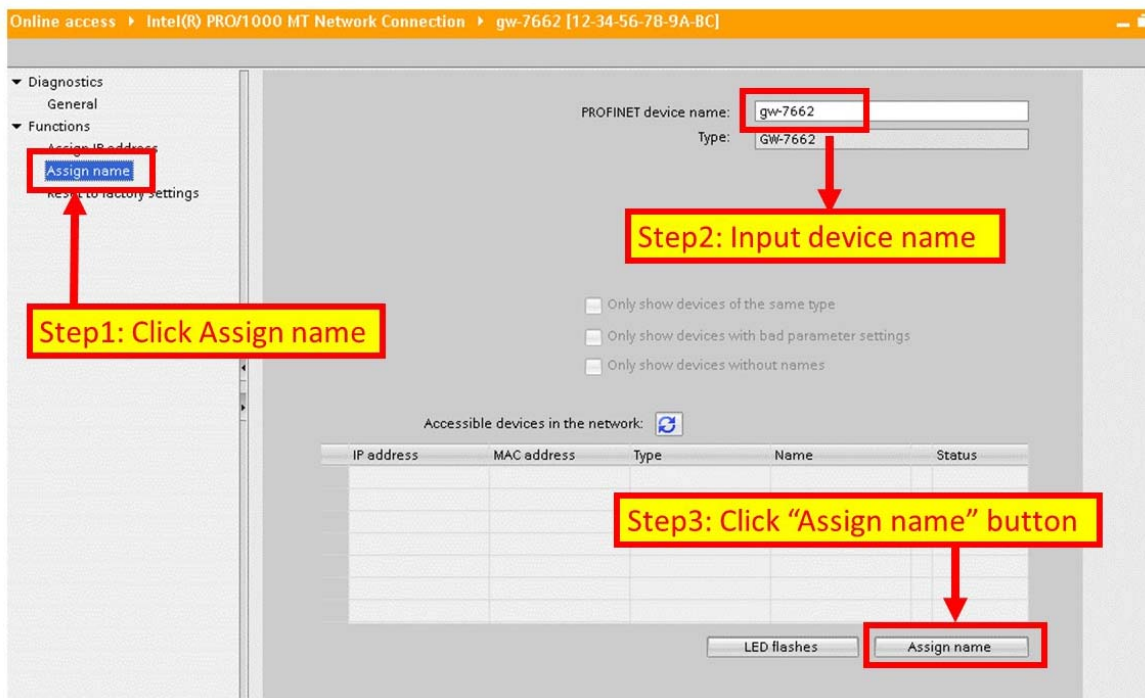 Online access ▸ Intel(R) PRO/1000 MT Network Connection ▸ gw-7662 [12-34-56-78-9A-BC]
Diagnostics
General
Functions
Assign IP address
Assign name
Reset to factory settings
PROFINET device name: gw-7662
Type: GW-7662
Step2: Input device name
Step1: Click Assign name
Only show devices of the same type
Only show devices with bad parameter settings
Only show devices without names
Accessible devices in the network:
IP address MAC address Type Name Status
Step3: Click “Assign name” button
LED flashes Assign name